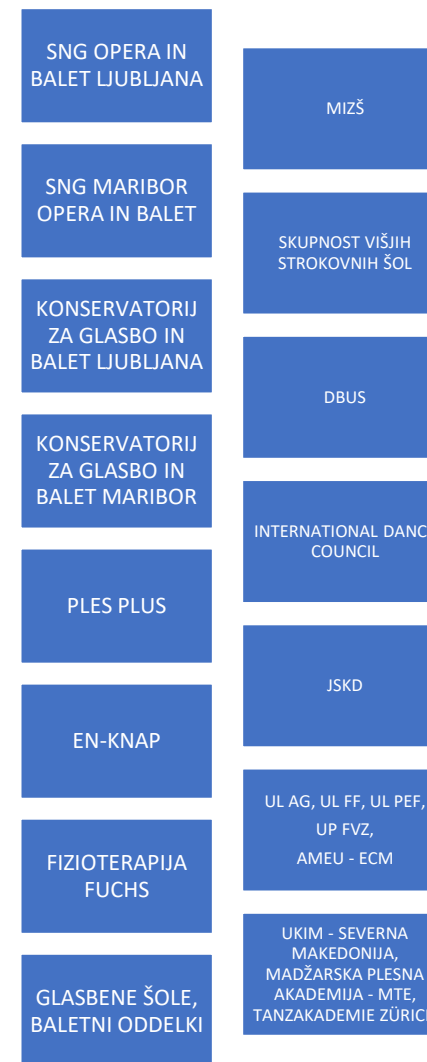 SNG OPERA IN
BALET LJUBLJANA
SNG MARIBOR
OPERA IN BALET
KONSERVATORIJ
ZA GLASBO IN
BALET LJUBLJANA
KONSERVATORIJ
ZA GLASBO IN
BALET MARIBOR
PLES PLUS
EN-KNAP
FIZIOTERAPIJA
FUCHS
GLASBENE ŠOLE,
BALETNI ODDELKI
MIZŠ
SKUPNOST VIŠJIH
STROKOVNIH ŠOL
DBUS
INTERNATIONAL DANC
COUNCIL
JSKD
UL AG, UL FF, UL PEF,
UP FVZ,
AMEU - ECM
UKIM - SEVERNA
MAKEDONIJA,
MADŽARSKA PLESNA
AKADEMIJA - MTE,
TANZAKADEMIE ZÜRIC